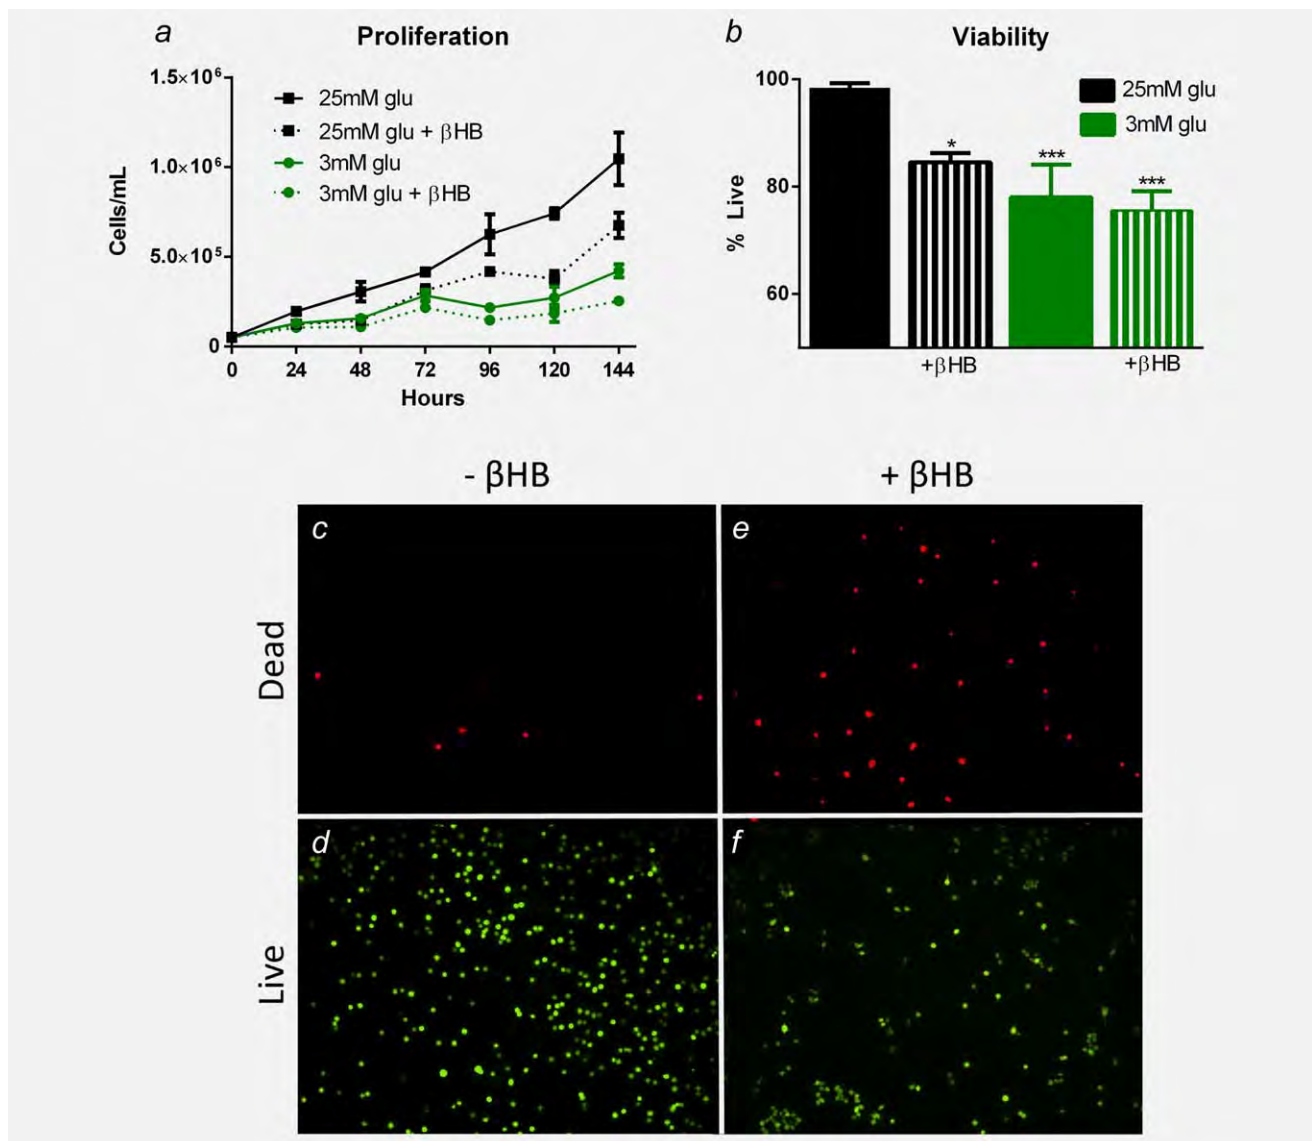 a
Proliferation
1.5×10⁶
1.0×10⁶
5.0×10⁵
0
Cells/mL
25mM glu
25mM glu + βHB
3mM glu
3mM glu + βHB
0 24 48 72 96 120 144
Hours
b
Viability
100
80
60
% Live
25mM glu
3mM glu
*
***
***
+βHB
+βHB
- βHB
+ βHB
Dead
c
e
Live
d
f